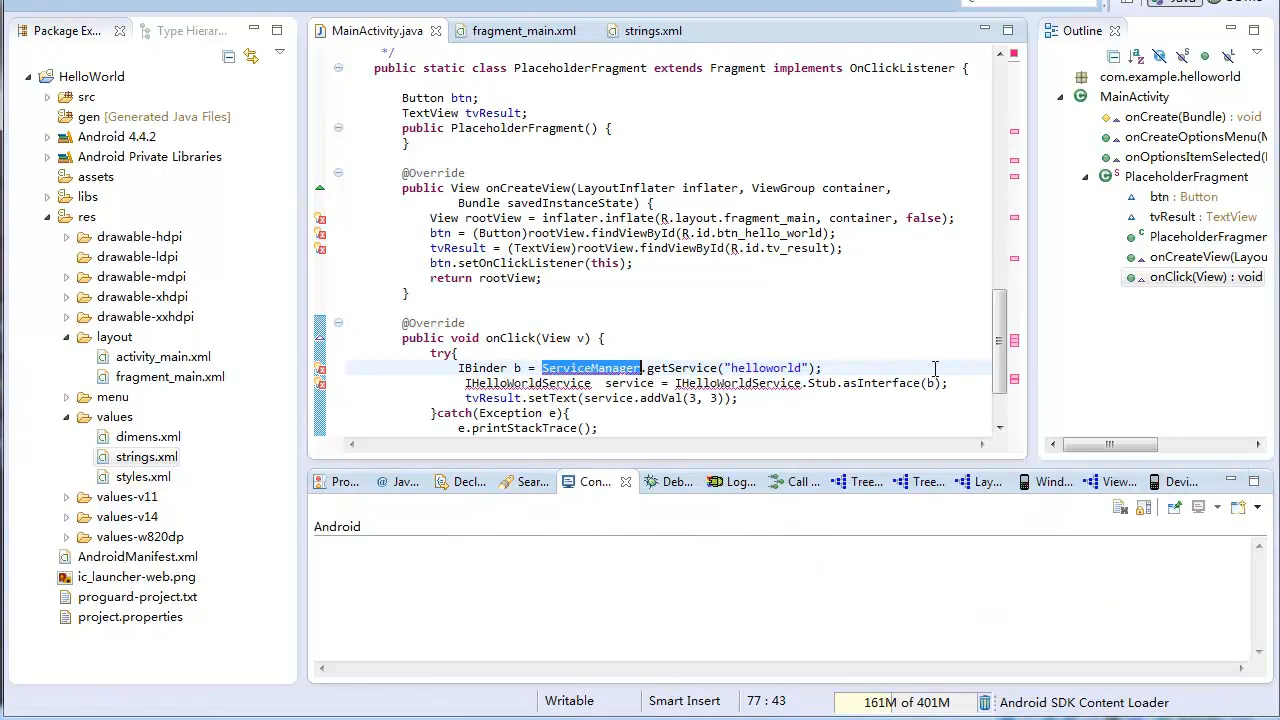 Java
Package Ex...
Type Hierar...
HelloWorld
src
gen [Generated Java Files]
Android 4.4.2
Android Private Libraries
assets
libs
res
drawable-hdpi
drawable-ldpi
drawable-mdpi
drawable-xhdpi
drawable-xxhdpi
layout
activity_main.xml
fragment_main.xml
menu
values
dimens.xml
strings.xml
styles.xml
values-v11
values-v14
values-w820dp
AndroidManifest.xml
ic_launcher-web.png
proguard-project.txt
project.properties
MainActivity.java
fragment_main.xml
strings.xml
*/
public static class PlaceholderFragment extends Fragment implements OnClickListener {
Button btn;
TextView tvResult;
public PlaceholderFragment() {
}
@Override
public View onCreateView(LayoutInflater inflater, ViewGroup container,
Bundle savedInstanceState) {
View rootView = inflater.inflate(R.layout.fragment_main, container, false);
btn = (Button)rootView.findViewById(R.id.btn_hello_world);
tvResult = (TextView)rootView.findViewById(R.id.tv_result);
btn.setOnClickListener(this);
return rootView;
}
@Override
public void onClick(View v) {
try{
IBinder b = ServiceManager.getService("helloworld");
IHelloWorldService service = IHelloWorldService.Stub.asInterface(b);
tvResult.setText(service.addVal(3, 3));
}catch(Exception e){
e.printStackTrace();
Outline
com.example.helloworld
MainActivity
onCreate(Bundle) : void
onCreateOptionsMenu(M
onOptionsItemSelected(I
PlaceholderFragment
btn : Button
tvResult : TextView
PlaceholderFragmer
onCreateView(Layou
onClick(View) : void
Pro...
@ Jav...
Decl...
Sear...
Con...
Deb...
Log...
Call ...
Tree...
Tree...
Lay...
Wind...
View...
Devi...
Android
Writable
Smart Insert
77 : 43
161M of 401M
Android SDK Content Loader